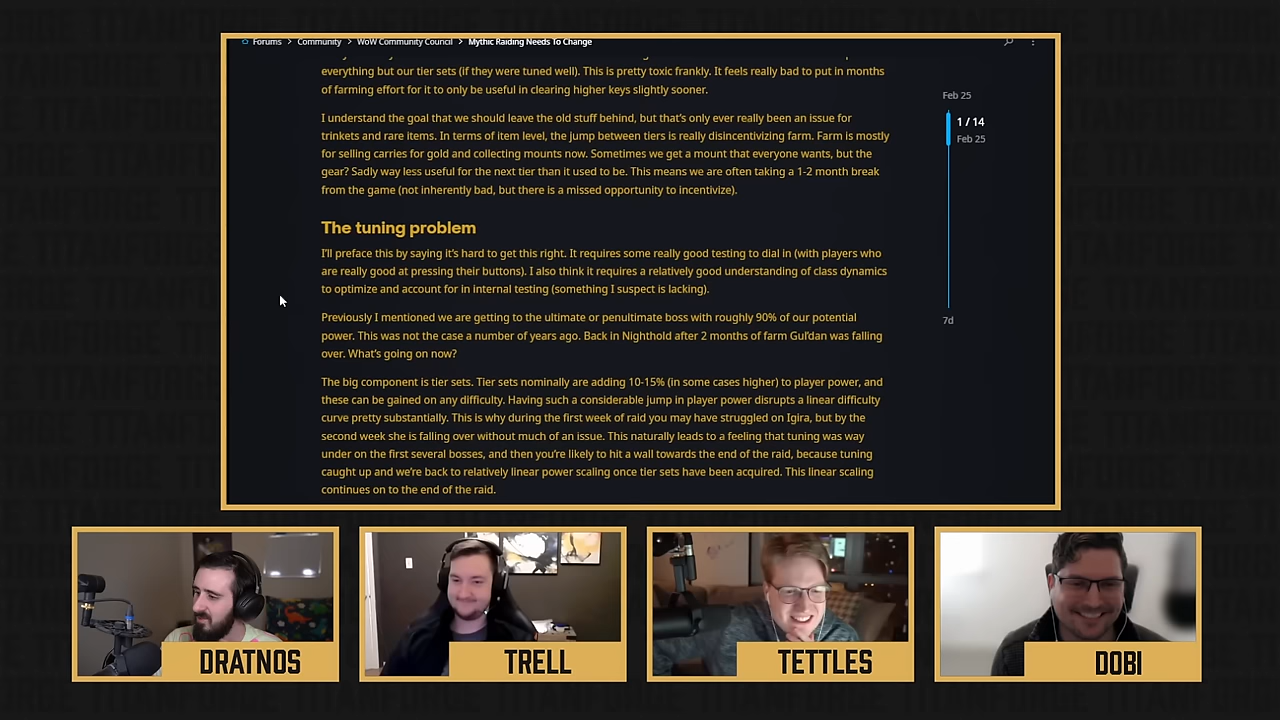 Forums > Community > WoW Community Council > Mythic Raiding Needs To Change
everything but our tier sets (if they were tuned well). This is pretty toxic frankly. It feels really bad to put in months
of farming effort for it to only be useful in clearing higher keys slightly sooner.
I understand the goal that we should leave the old stuff behind, but that's only ever really been an issue for
trinkets and rare items. In terms of item level, the jump between tiers is really disincentivizing farm. Farm is mostly
for selling carries for gold and collecting mounts now. Sometimes we get a mount that everyone wants, but the
gear? Sadly way less useful for the next tier than it used to be. This means we are often taking a 1-2 month break
from the game (not inherently bad, but there is a missed opportunity to incentivize).
The tuning problem
I'll preface this by saying it's hard to get this right. It requires some really good testing to dial in (with players who
are really good at pressing their buttons). I also think it requires a relatively good understanding of class dynamics
to optimize and account for in internal testing (something I suspect is lacking).
Previously I mentioned we are getting to the ultimate or penultimate boss with roughly 90% of our potential
power. This was not the case a number of years ago. Back in Nighthold after 2 months of farm Gul'dan was falling
over. What's going on now?
The big component is tier sets. Tier sets nominally are adding 10-15% (in some cases higher) to player power, and
these can be gained on any difficulty. Having such a considerable jump in player power disrupts a linear difficulty
curve pretty substantially. This is why during the first week of raid you may have struggled on Igira, but by the
second week she is falling over without much of an issue. This naturally leads to a feeling that tuning was way
under on the first several bosses, and then you're likely to hit a wall towards the end of the raid, because tuning
caught up and we're back to relatively linear power scaling once tier sets have been acquired. This linear scaling
continues on to the end of the raid.
Feb 25
1 / 14
Feb 25
7d
DRATNOS
TRELL
TETTLES
DOBI